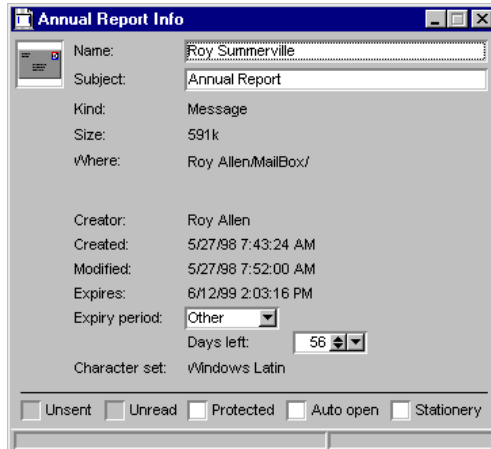 Annual Report Info
Name: Roy Summerville
Subject: Annual Report
Kind: Message
Size: 591k
Where: Roy Allen/MailBox/
Creator: Roy Allen
Created: 5/27/98 7:43:24 AM
Modified: 5/27/98 7:52:00 AM
Expires: 6/12/99 2:03:16 PM
Expiry period: Other
Days left: 56
Character set: Windows Latin
Unsent Unread Protected Auto open Stationery